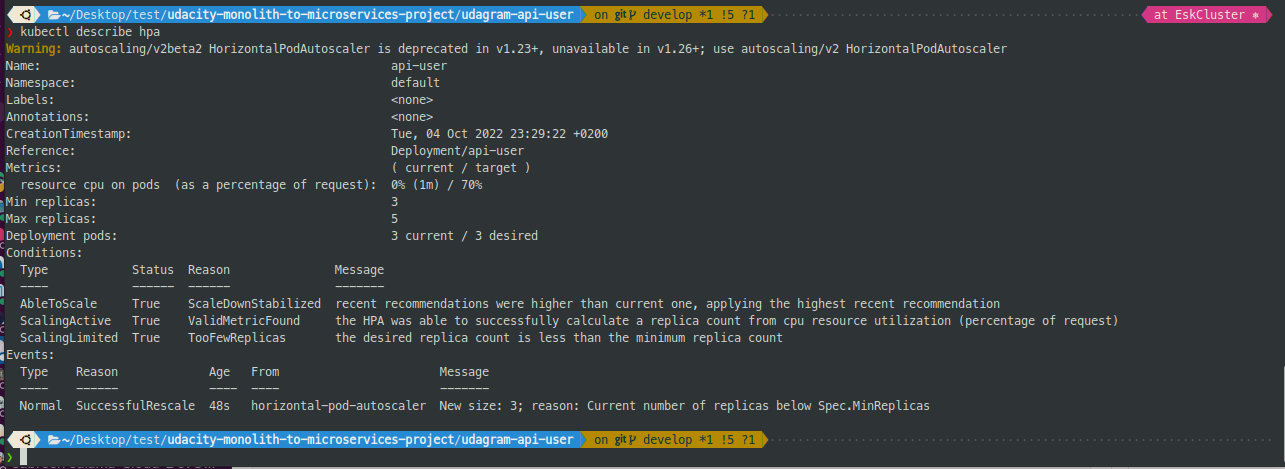 ~/Desktop/test/udacity-monolith-to-microservices-project/udagram-api-user on git develop *1 !5 ?1 at EskCluster
❯ kubectl describe hpa
Warning: autoscaling/v2beta2 HorizontalPodAutoscaler is deprecated in v1.23+, unavailable in v1.26+; use autoscaling/v2 HorizontalPodAutoscaler
Name: api-user
Namespace: default
Labels: <none>
Annotations: <none>
CreationTimestamp: Tue, 04 Oct 2022 23:29:22 +0200
Reference: Deployment/api-user
Metrics: ( current / target )
resource cpu on pods (as a percentage of request): 0% (1m) / 70%
Min replicas: 3
Max replicas: 5
Deployment pods: 3 current / 3 desired
Conditions:
Type Status Reason Message
---- ------ ------ -------
AbleToScale True ScaleDownStabilized recent recommendations were higher than current one, applying the highest recent recommendation
ScalingActive True ValidMetricFound the HPA was able to successfully calculate a replica count from cpu resource utilization (percentage of request)
ScalingLimited True TooFewReplicas the desired replica count is less than the minimum replica count
Events:
Type Reason Age From Message
---- ------ ---- ---- -------
Normal SuccessfulRescale 48s horizontal-pod-autoscaler New size: 3; reason: Current number of replicas below Spec.MinReplicas
~/Desktop/test/udacity-monolith-to-microservices-project/udagram-api-user on git develop *1 !5 ?1
❯